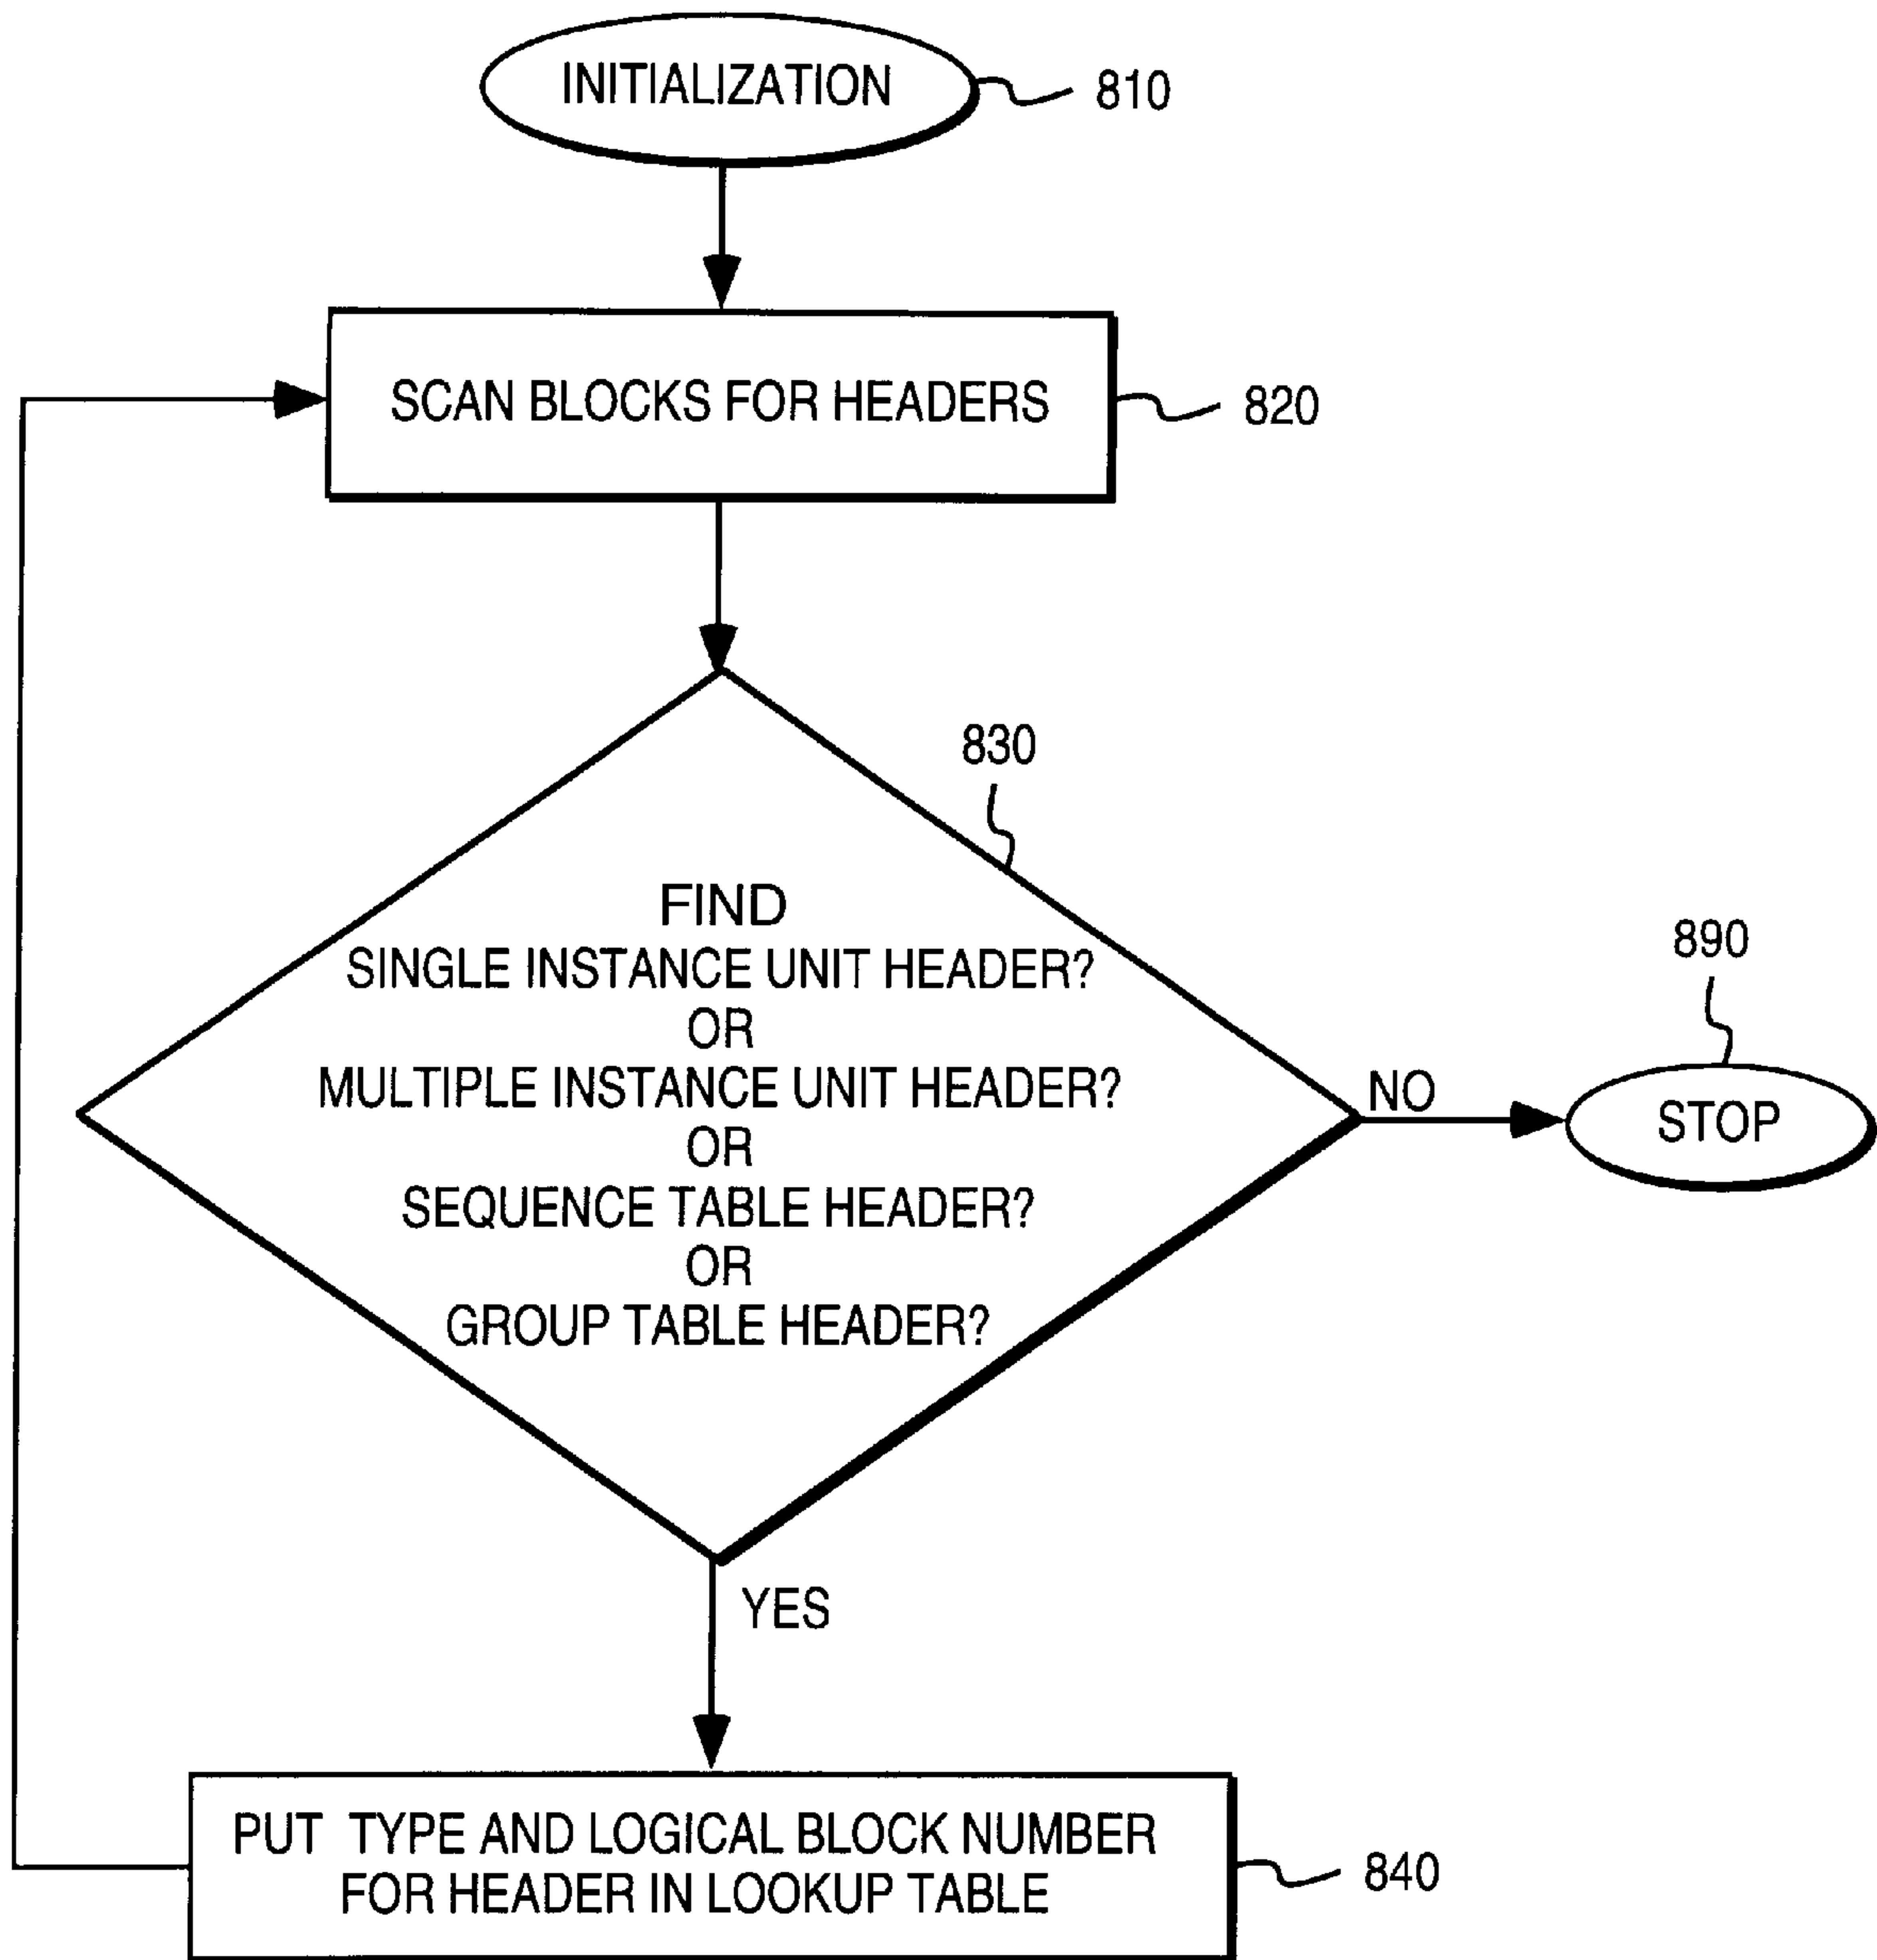 INITIALIZATION
810
SCAN BLOCKS FOR HEADERS
820
830
FIND
SINGLE INSTANCE UNIT HEADER?
OR
MULTIPLE INSTANCE UNIT HEADER?
OR
SEQUENCE TABLE HEADER?
OR
GROUP TABLE HEADER?
NO
890
STOP
YES
PUT TYPE AND LOGICAL BLOCK NUMBER
FOR HEADER IN LOOKUP TABLE
840